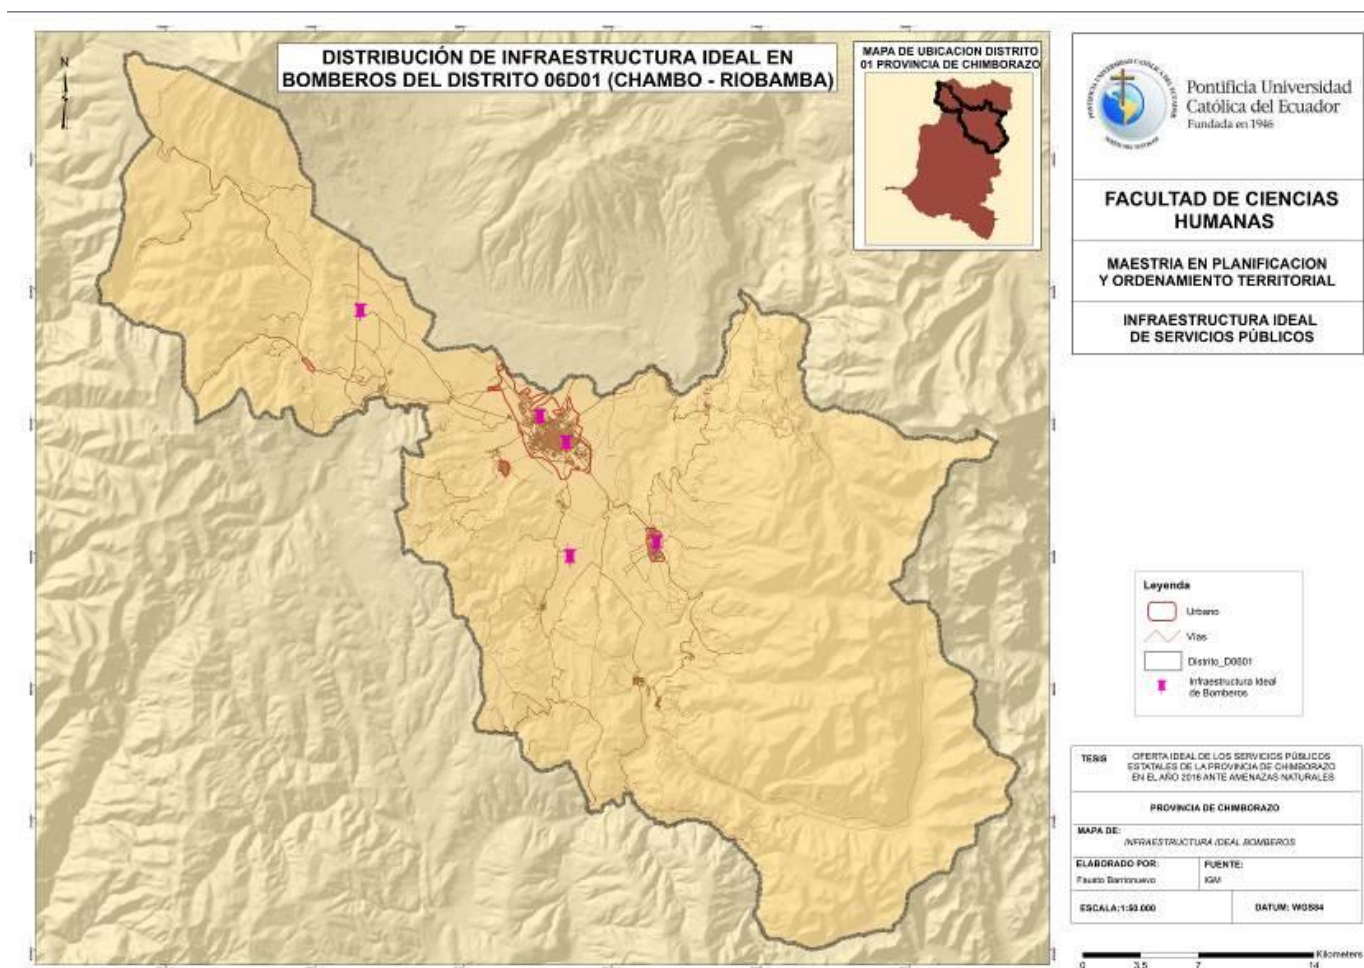 DISTRIBUCIÓN DE INFRAESTRUCTURA IDEAL EN
BOMBEROS DEL DISTRITO 06D01 (CHAMBO - RIOBAMBA)
N
MAPA DE UBICACION DISTRITO
01 PROVINCIA DE CHIMBORAZO
PONTIFICIA UNIVERSIDAD CATÓLICA DEL ECUADOR
Pontificia Universidad
Católica del Ecuador
Fundada en 1946
FACULTAD DE CIENCIAS
HUMANAS
MAESTRIA EN PLANIFICACION
Y ORDENAMIENTO TERRITORIAL
INFRAESTRUCTURA IDEAL
DE SERVICIOS PÚBLICOS
Leyenda
Urbano
Vías
Distrito_D0601
Infraestructura Ideal
de Bomberos
TESIS
OFERTA IDEAL DE LOS SERVICIOS PÚBLICOS
ESTATALES DE LA PROVINCIA DE CHIMBORAZO
EN EL AÑO 2016 ANTE AMENAZAS NATURALES
PROVINCIA DE CHIMBORAZO
MAPA DE:
INFRAESTRUCTURA IDEAL BOMBEROS
ELABORADO POR:
Fausto Barrionuevo
FUENTE:
IGM
ESCALA:1:50.000
DATUM: WGS84
Kilometers
0 3,5 7 14